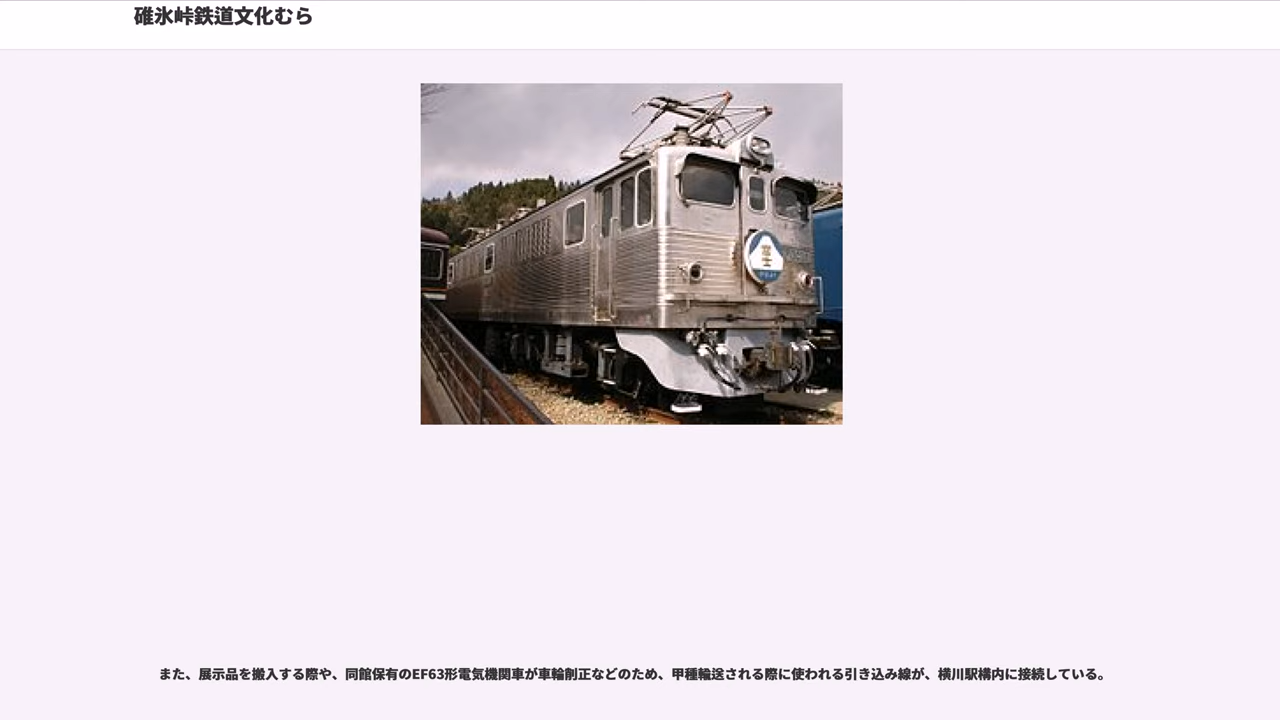 碓氷峠鉄道文化むら
富士
また、展示品を搬入する際や、同館保有のEF63形電気機関車が車輪削正などのため、甲種輸送される際に使われる引き込み線が、横川駅構内に接続している。